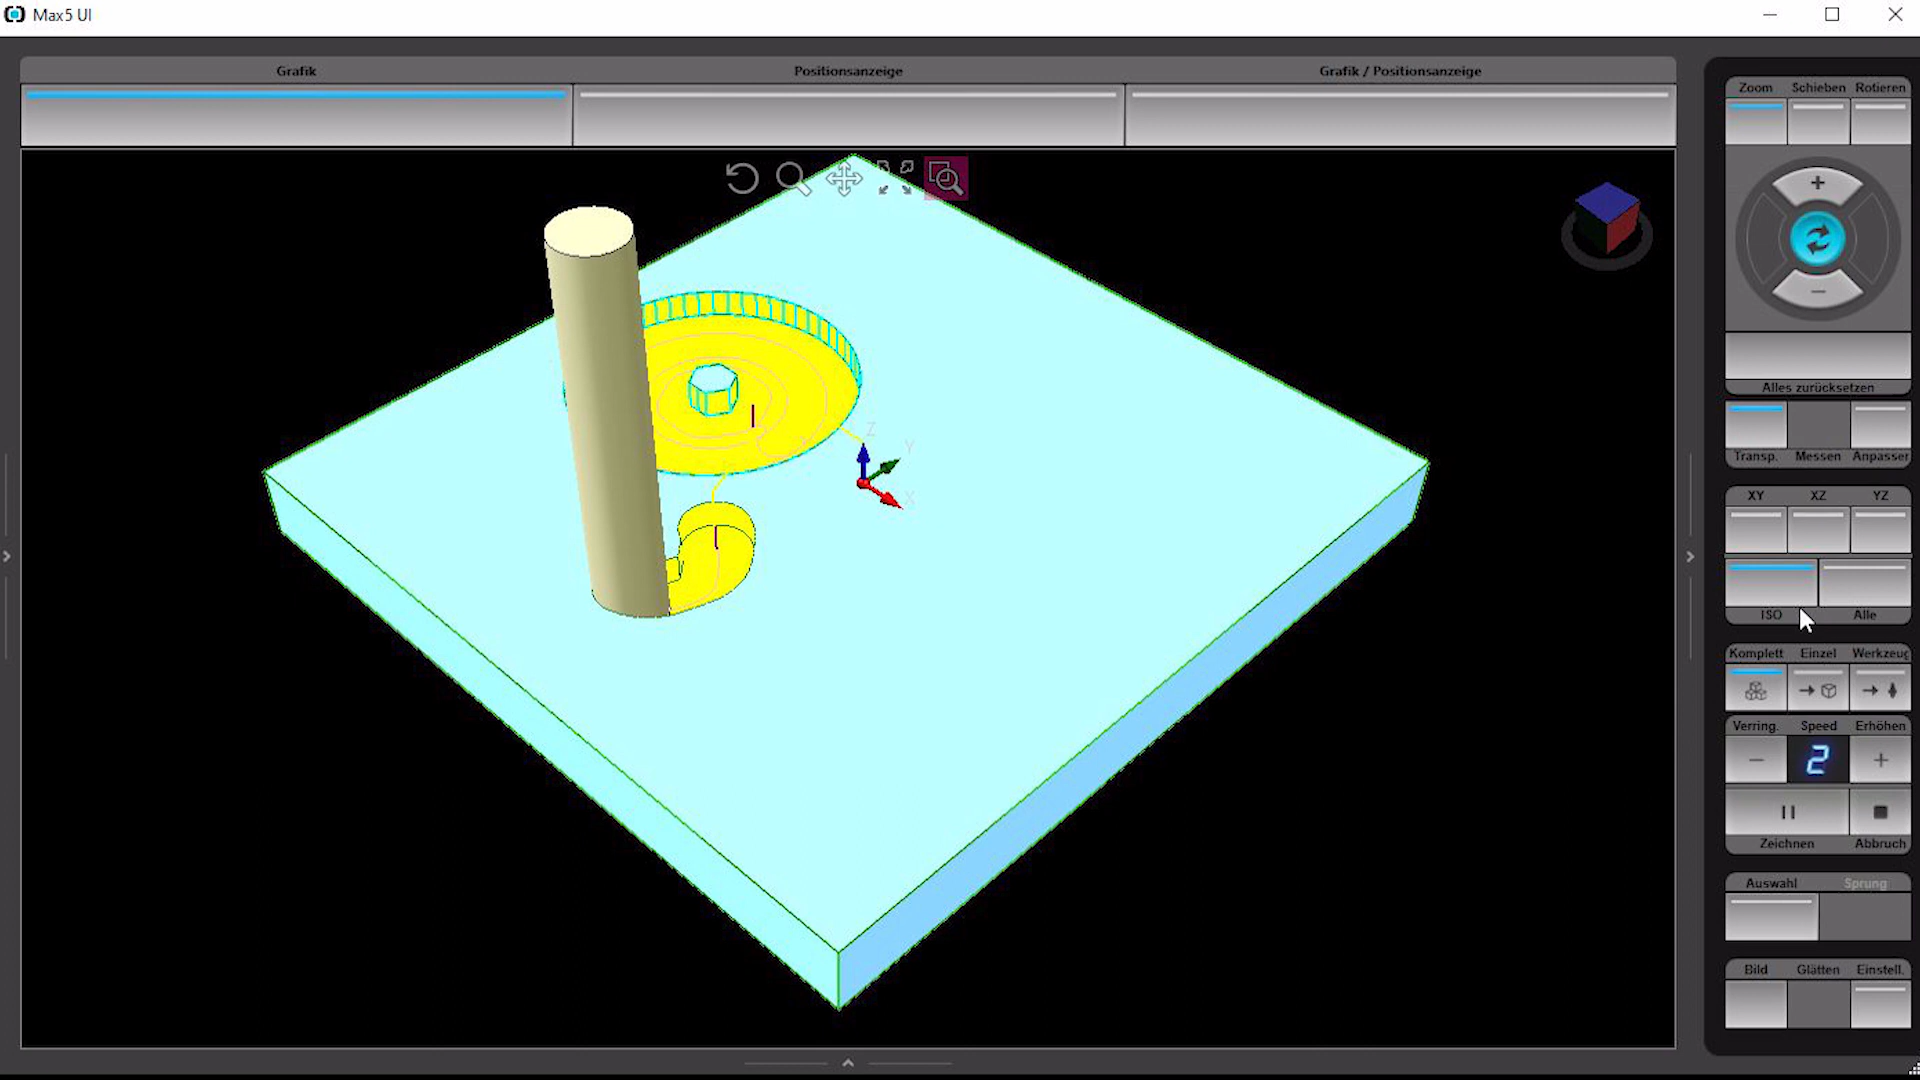 Max5 UI
Grafik Positionsanzeige Grafik / Positionsanzeige
Zoom Schieben Rotieren
+
−
Alles zurücksetzen
Transp. Messen Anpasser
XY XZ YZ
ISO Alle
Komplett Einzel Werkzeug
Verring. Speed Erhöhen
− 2 +
Zeichnen Abbruch
Auswahl Sprung
Bild Glätten Einstell.
Z
Y
X